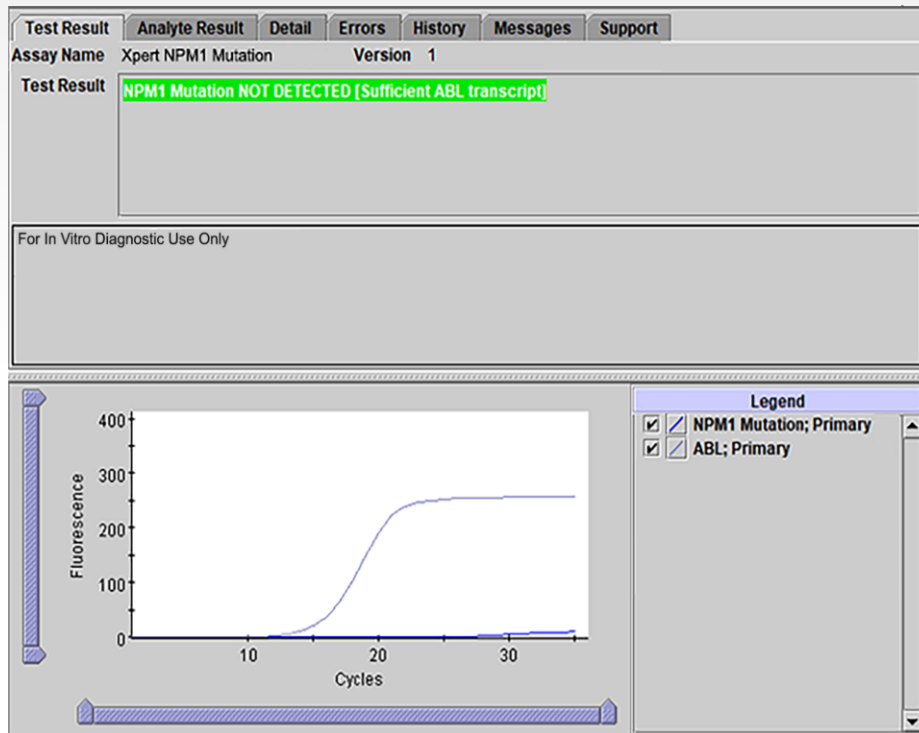 Test Result Analyte Result Detail Errors History Messages Support
Assay Name Xpert NPM1 Mutation Version 1
Test Result NPM1 Mutation NOT DETECTED [Sufficient ABL transcript]
For In Vitro Diagnostic Use Only
Legend
NPM1 Mutation; Primary
ABL; Primary
400
300
200
100
0
Fluorescence
10 20 30
Cycles